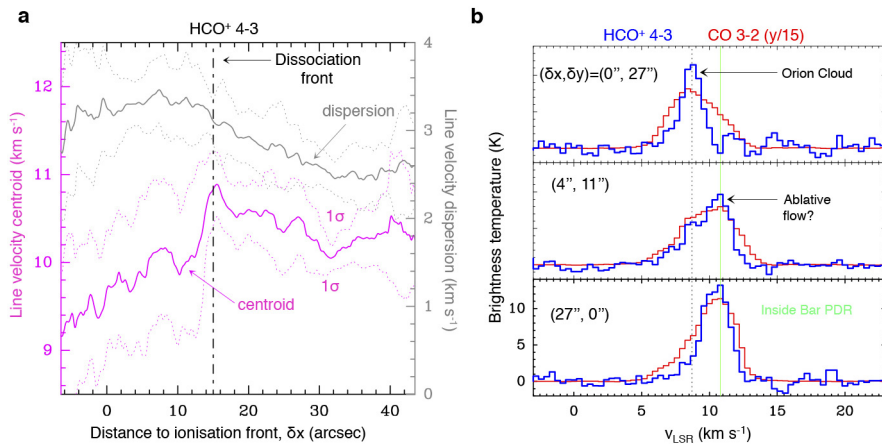 a
HCO⁺ 4-3
Line velocity centroid (km s⁻¹)
12
11
10
9
Dissociation
front
dispersion
1σ
1σ
centroid
4
3
2
1
0
Line velocity dispersion (km s⁻¹)
0 10 20 30 40
Distance to ionisation front, δx (arcsec)
b
HCO⁺ 4-3 CO 3-2 (y/15)
Brightness temperature (K)
(δx,δy)=(0”, 27”)
Orion Cloud
(4”, 11”)
Ablative
flow?
(27”, 0”)
Inside Bar PDR
10
5
0
0 5 10 15 20
vLSR (km s⁻¹)